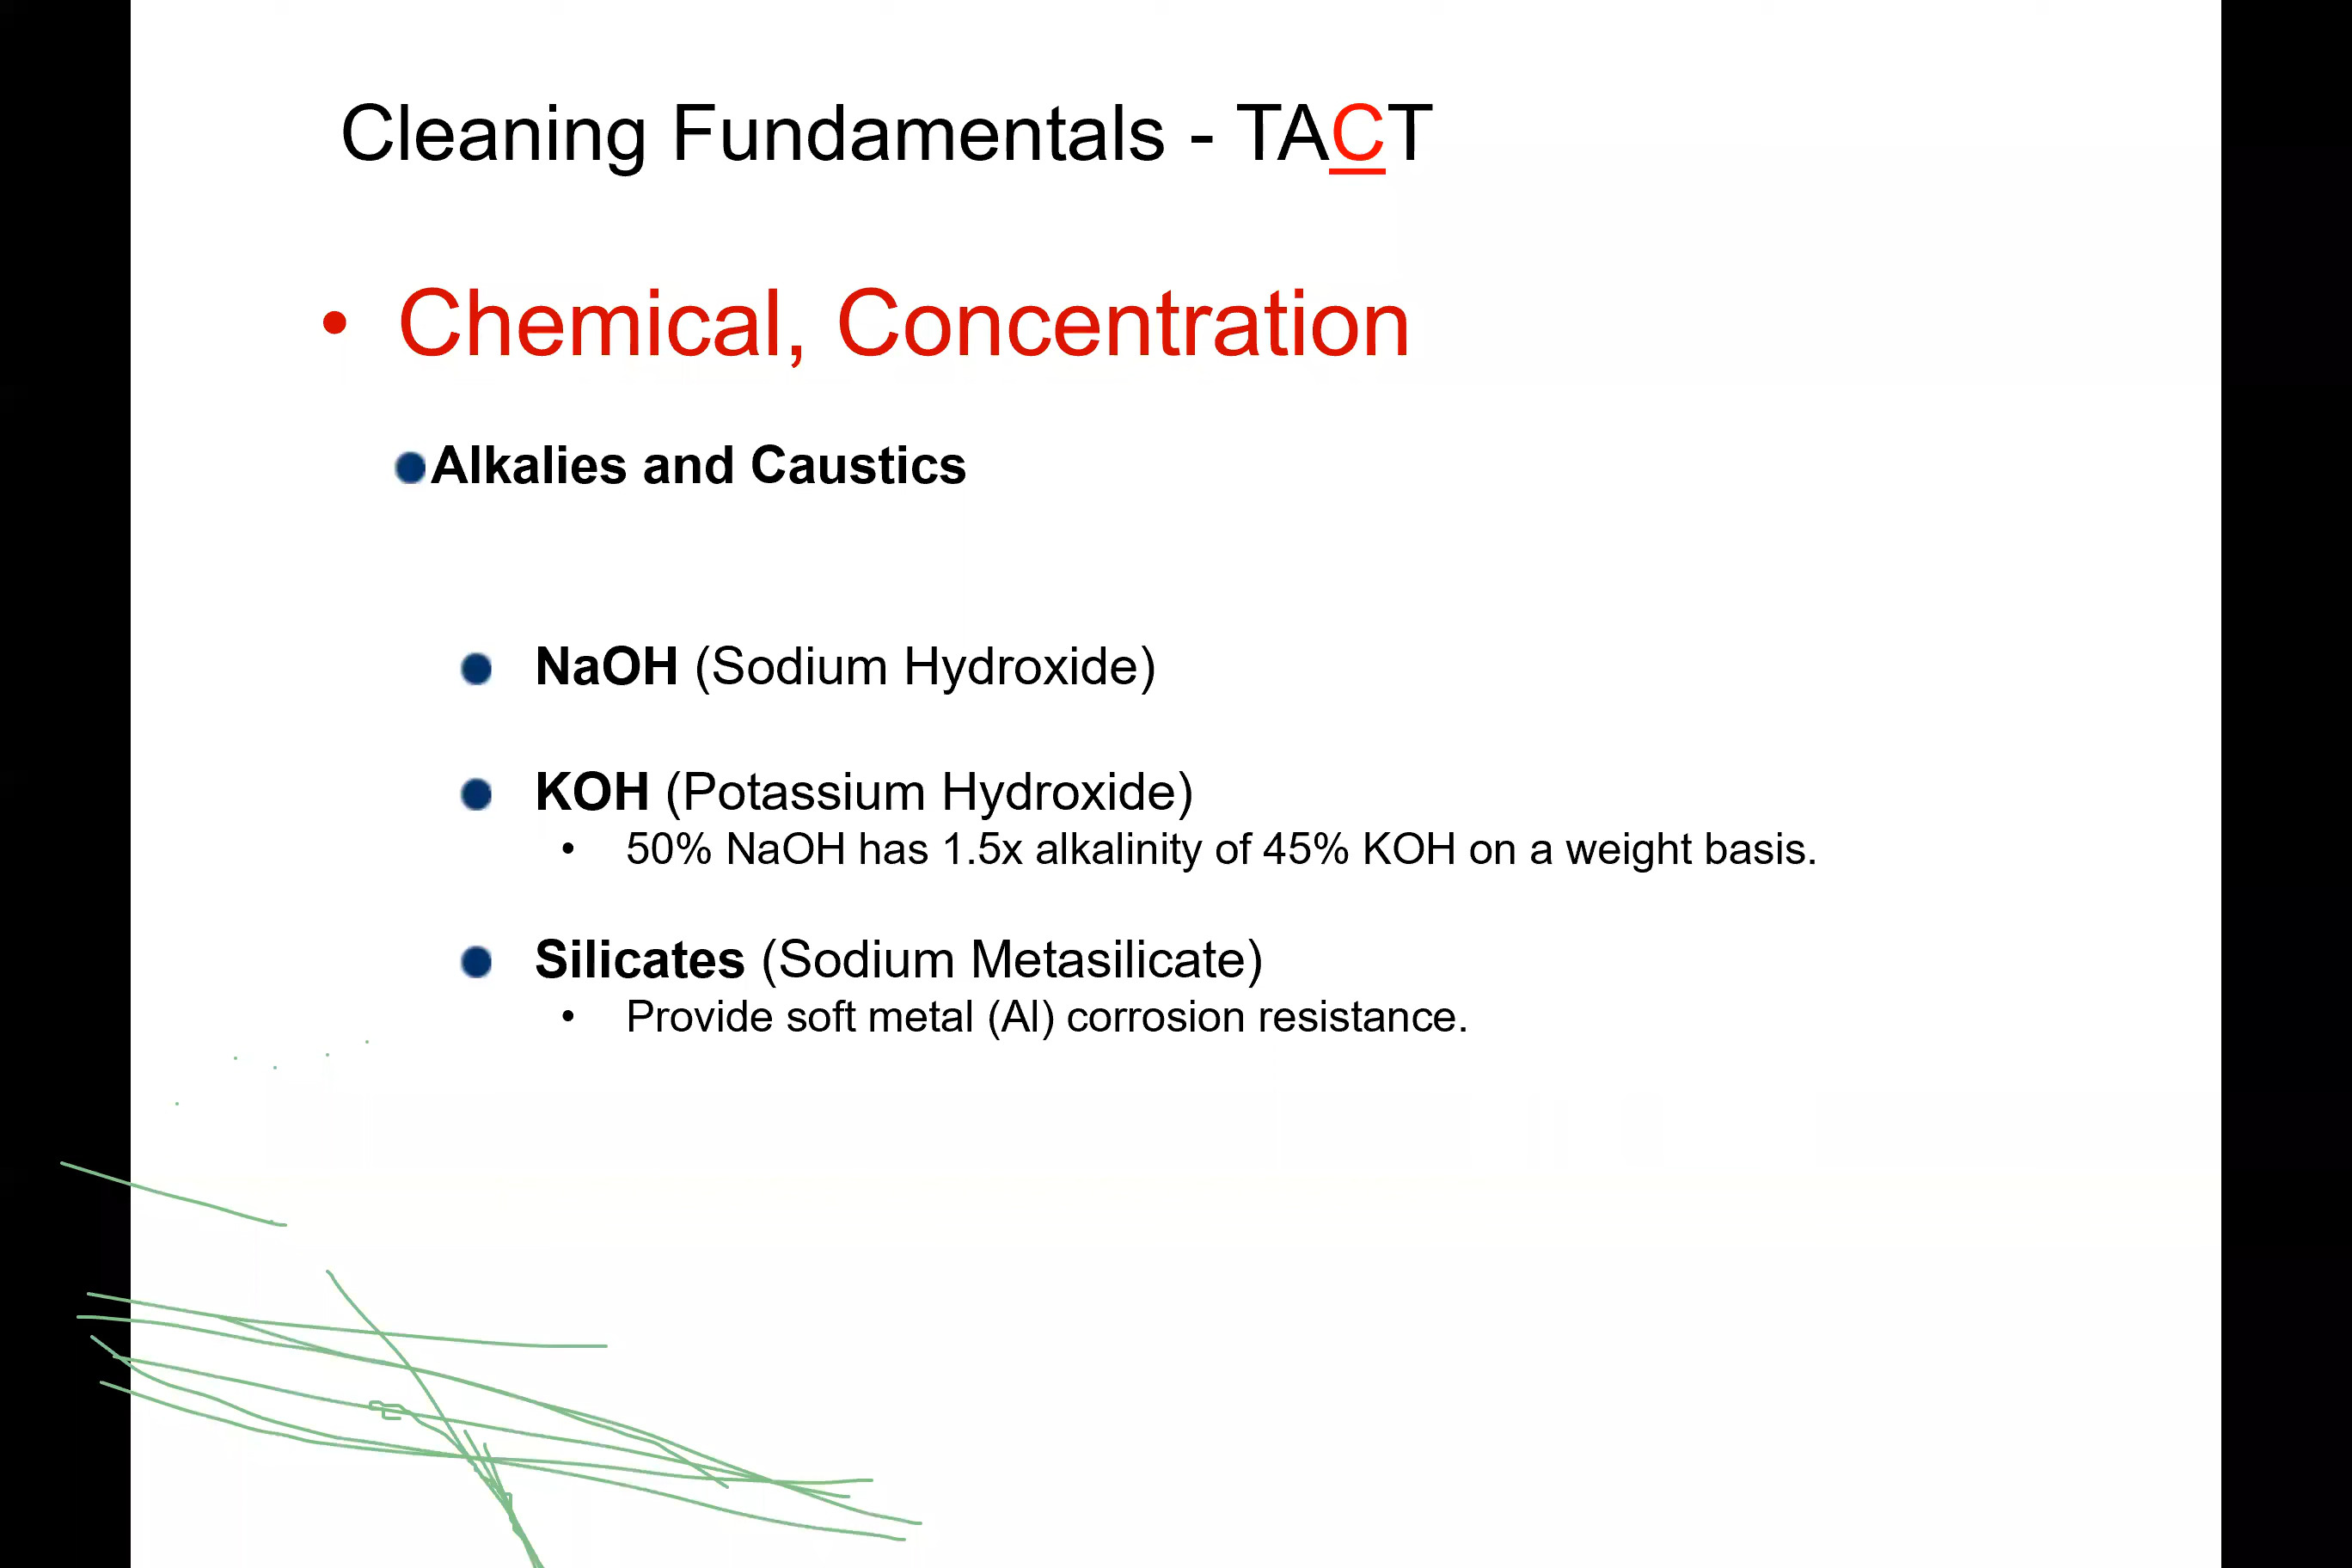 Cleaning Fundamentals - TACT
• Chemical, Concentration
Alkalies and Caustics
NaOH (Sodium Hydroxide)
KOH (Potassium Hydroxide)
• 50% NaOH has 1.5x alkalinity of 45% KOH on a weight basis.
Silicates (Sodium Metasilicate)
• Provide soft metal (Al) corrosion resistance.